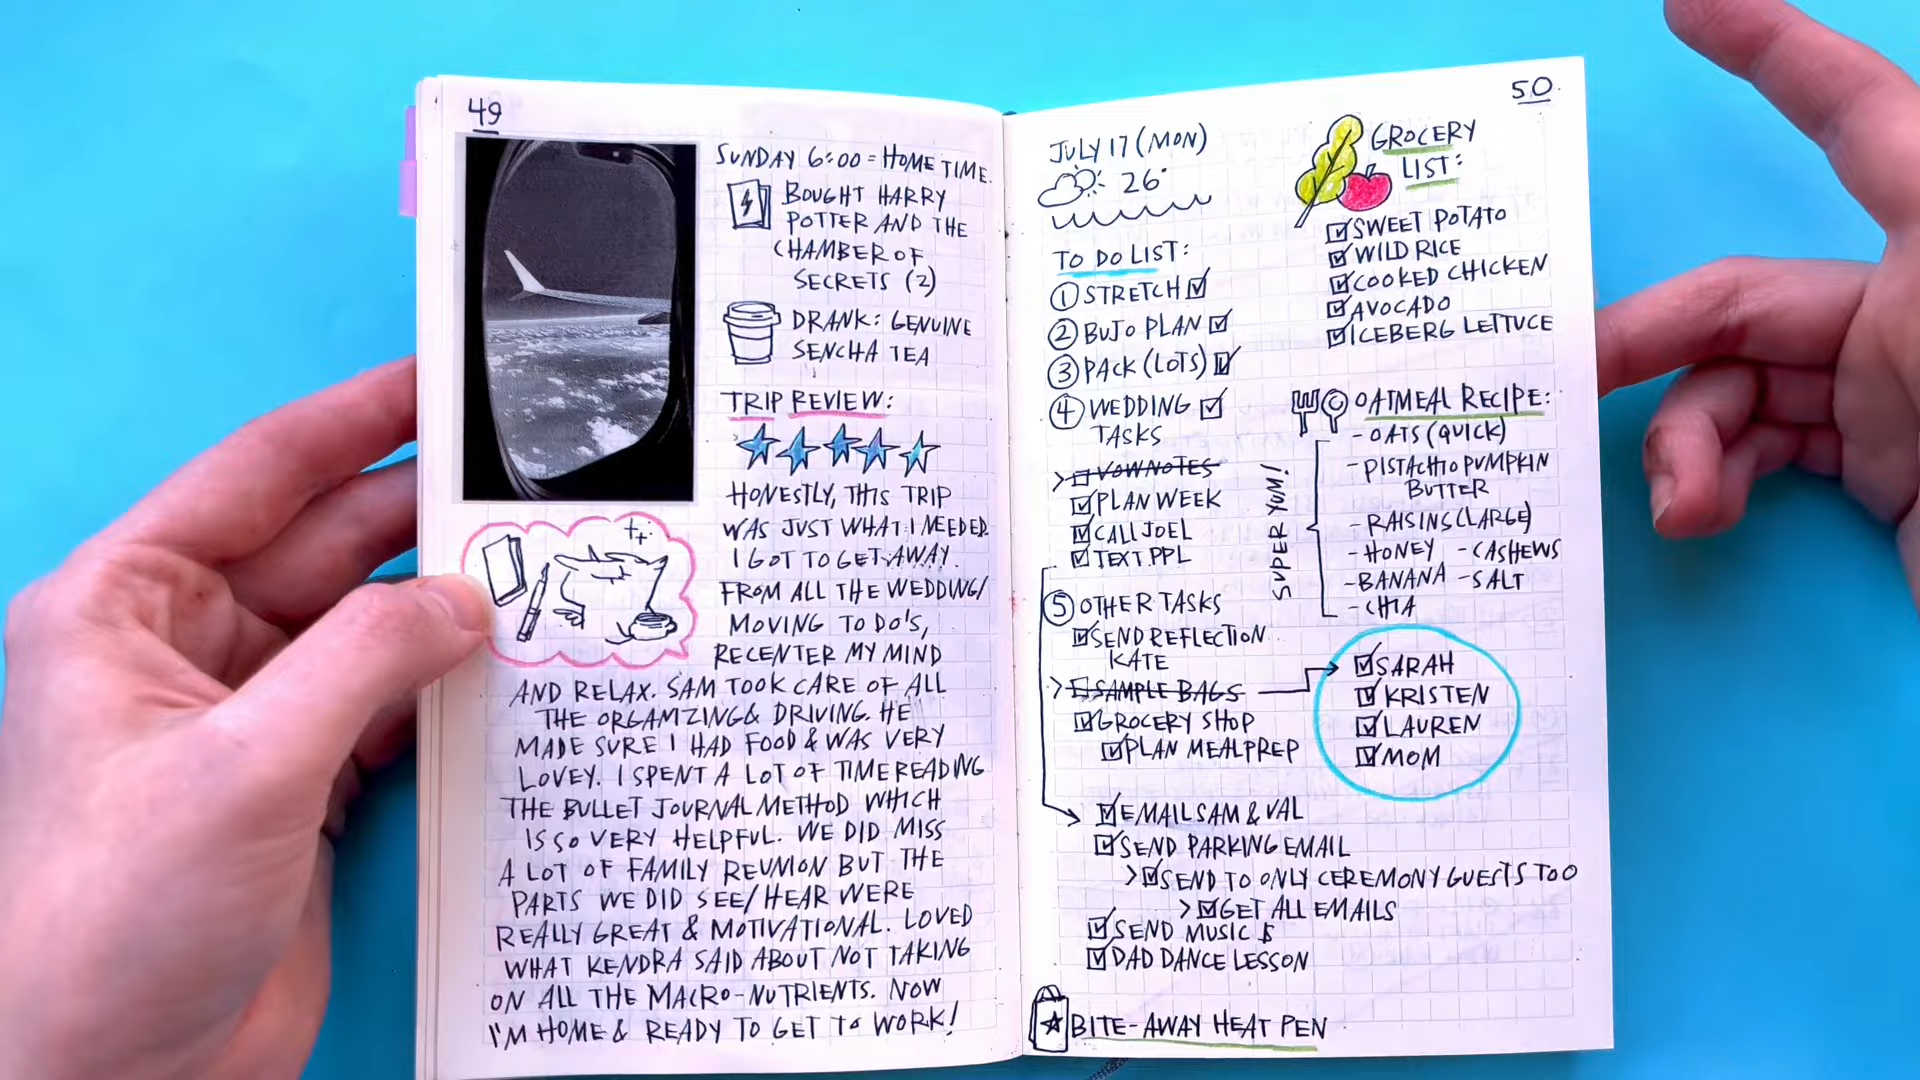 49
SUNDAY 6:00 = HOME TIME.
BOUGHT HARRY
POTTER AND THE
CHAMBER OF
SECRETS (2)
DRANK: GENUINE
SENCHA TEA
TRIP REVIEW:
HONESTLY, THIS TRIP
WAS JUST WHAT I NEEDED.
I GOT TO GET AWAY
FROM ALL THE WEDDING/
MOVING TO DO'S,
RECENTER MY MIND
AND RELAX. SAM TOOK CARE OF ALL
THE ORGANIZING & DRIVING. HE
MADE SURE I HAD FOOD & WAS VERY
LOVEY. I SPENT A LOT OF TIME READING
THE BULLET JOURNAL METHOD WHICH
IS SO VERY HELPFUL. WE DID MISS
A LOT OF FAMILY REUNION BUT THE
PARTS WE DID SEE/HEAR WERE
REALLY GREAT & MOTIVATIONAL. LOVED
WHAT KENDRA SAID ABOUT NOT TAKING
ON ALL THE MACRO-NUTRIENTS. NOW
I'M HOME & READY TO GET TO WORK!
50
JULY 17 (MON)
26°
TO DO LIST:
1 STRETCH
2 BUJO PLAN
3 PACK (LOTS)
4 WEDDING
TASKS
> VOW NOTES
PLAN WEEK
CALL JOEL
TEXT PPL
5 OTHER TASKS
SEND REFLECTION
KATE
> SAMPLE BAGS
GROCERY SHOP
PLAN MEALPREP
EMAIL SAM & VAL
SEND PARKING EMAIL
> SEND TO ONLY CEREMONY GUESTS TOO
> GET ALL EMAILS
SEND MUSIC $
DAD DANCE LESSON
BITE-AWAY HEAT PEN
GROCERY
LIST:
SWEET POTATO
WILD RICE
COOKED CHICKEN
AVOCADO
ICEBERG LETTUCE
OATMEAL RECIPE:
SUPER YUM!
- OATS (QUICK)
- PISTACHIO PUMPKIN
BUTTER
- RAISINS (LARGE)
- HONEY - CASHEWS
- BANANA - SALT
- CHIA
SARAH
KRISTEN
LAUREN
MOM